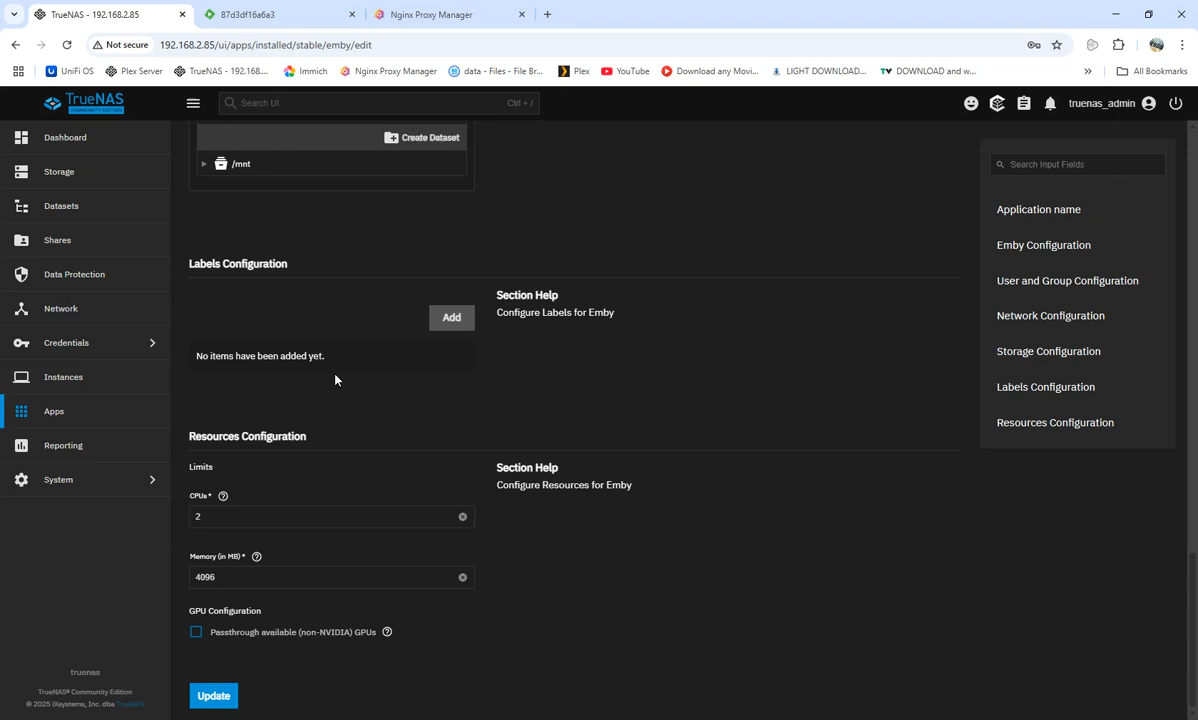 TrueNAS - 192.168.2.85
87d3df16a6a3
Nginx Proxy Manager
Not secure
192.168.2.85/ui/apps/installed/stable/emby/edit
UniFi OS
Plex Server
TrueNAS - 192.168....
Immich
Nginx Proxy Manager
data - Files - File Br...
Plex
YouTube
Download any Movi...
LIGHT DOWNLOAD...
DOWNLOAD and w...
All Bookmarks
TrueNAS
COMMUNITY EDITION
Search UI
Ctrl + /
truenas_admin
Dashboard
Storage
Datasets
Shares
Data Protection
Network
Credentials
Instances
Apps
Reporting
System
truenas
TrueNAS® Community Edition
© 2025 iXsystems, Inc. dba TrueNAS
Create Dataset
/mnt
Labels Configuration
Add
No items have been added yet.
Section Help
Configure Labels for Emby
Resources Configuration
Limits
CPUs *
2
Memory (in MB) *
4096
GPU Configuration
Passthrough available (non-NVIDIA) GPUs
Section Help
Configure Resources for Emby
Update
Search Input Fields
Application name
Emby Configuration
User and Group Configuration
Network Configuration
Storage Configuration
Labels Configuration
Resources Configuration